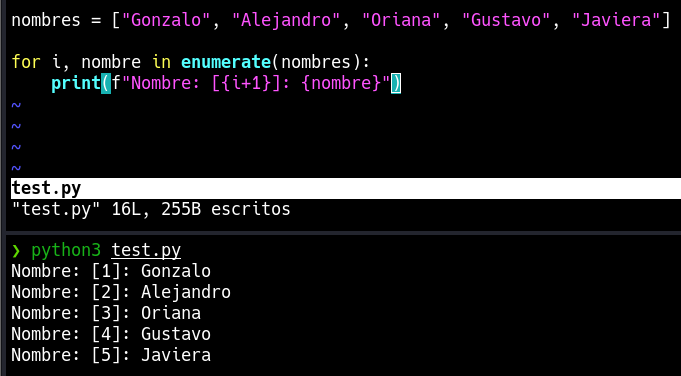 nombres = ["Gonzalo", "Alejandro", "Oriana", "Gustavo", "Javiera"]
for i, nombre in enumerate(nombres):
    print(f"Nombre: [{i+1}]: {nombre}")
~
~
~
~
test.py
"test.py" 16L, 255B escritos
❯ python3 test.py
Nombre: [1]: Gonzalo
Nombre: [2]: Alejandro
Nombre: [3]: Oriana
Nombre: [4]: Gustavo
Nombre: [5]: Javiera